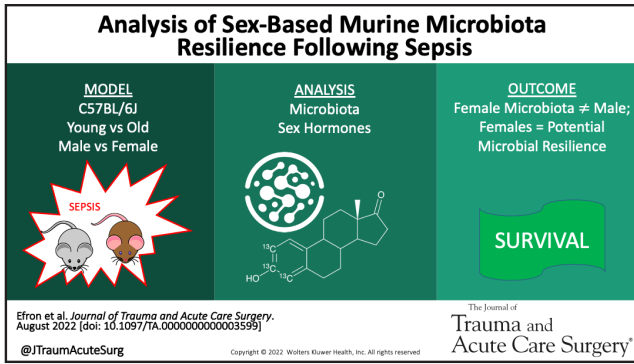 Analysis of Sex-Based Murine Microbiota
Resilience Following Sepsis
MODEL
C57BL/6J
Young vs Old
Male vs Female
SEPSIS
ANALYSIS
Microbiota
Sex Hormones
O
13C
13C
HO
13C
OUTCOME
Female Microbiota ≠ Male;
Females = Potential
Microbial Resilience
SURVIVAL
Efron et al. Journal of Trauma and Acute Care Surgery.
August 2022 [doi: 10.1097/TA.0000000000003599]
@JTraumAcuteSurg
Copyright © 2022 Wolters Kluwer Health, Inc. All rights reserved
The Journal of
Trauma and
Acute Care Surgery®